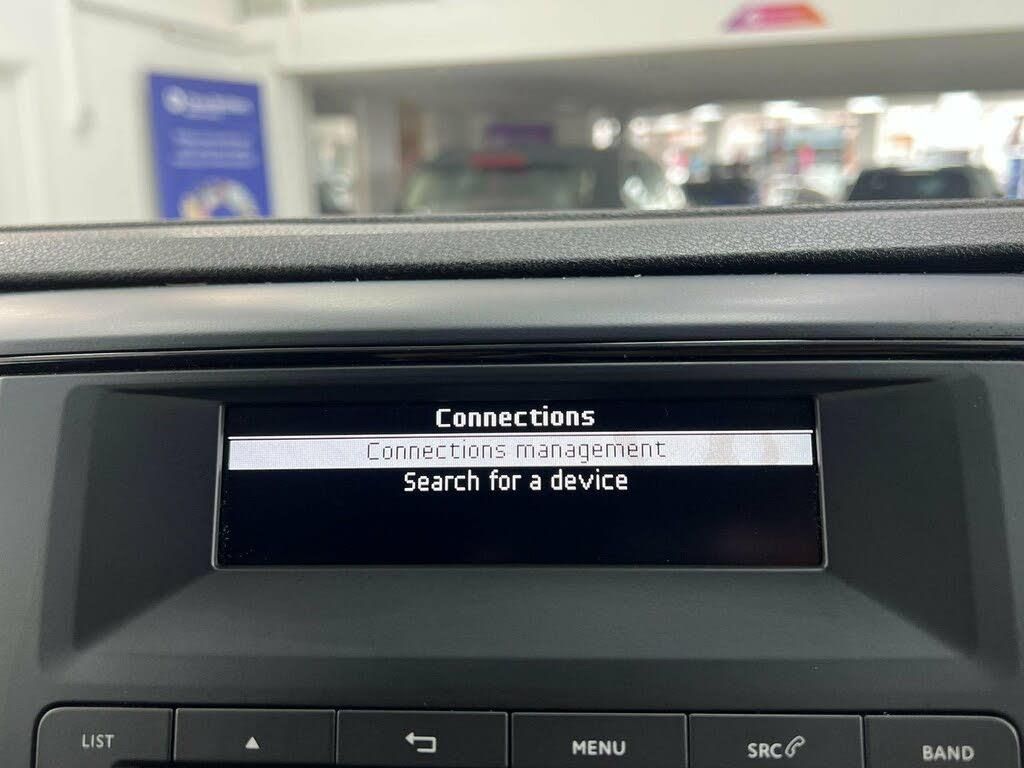 Connections
Connections management
Search for a device
LIST
MENU
SRC
BAND